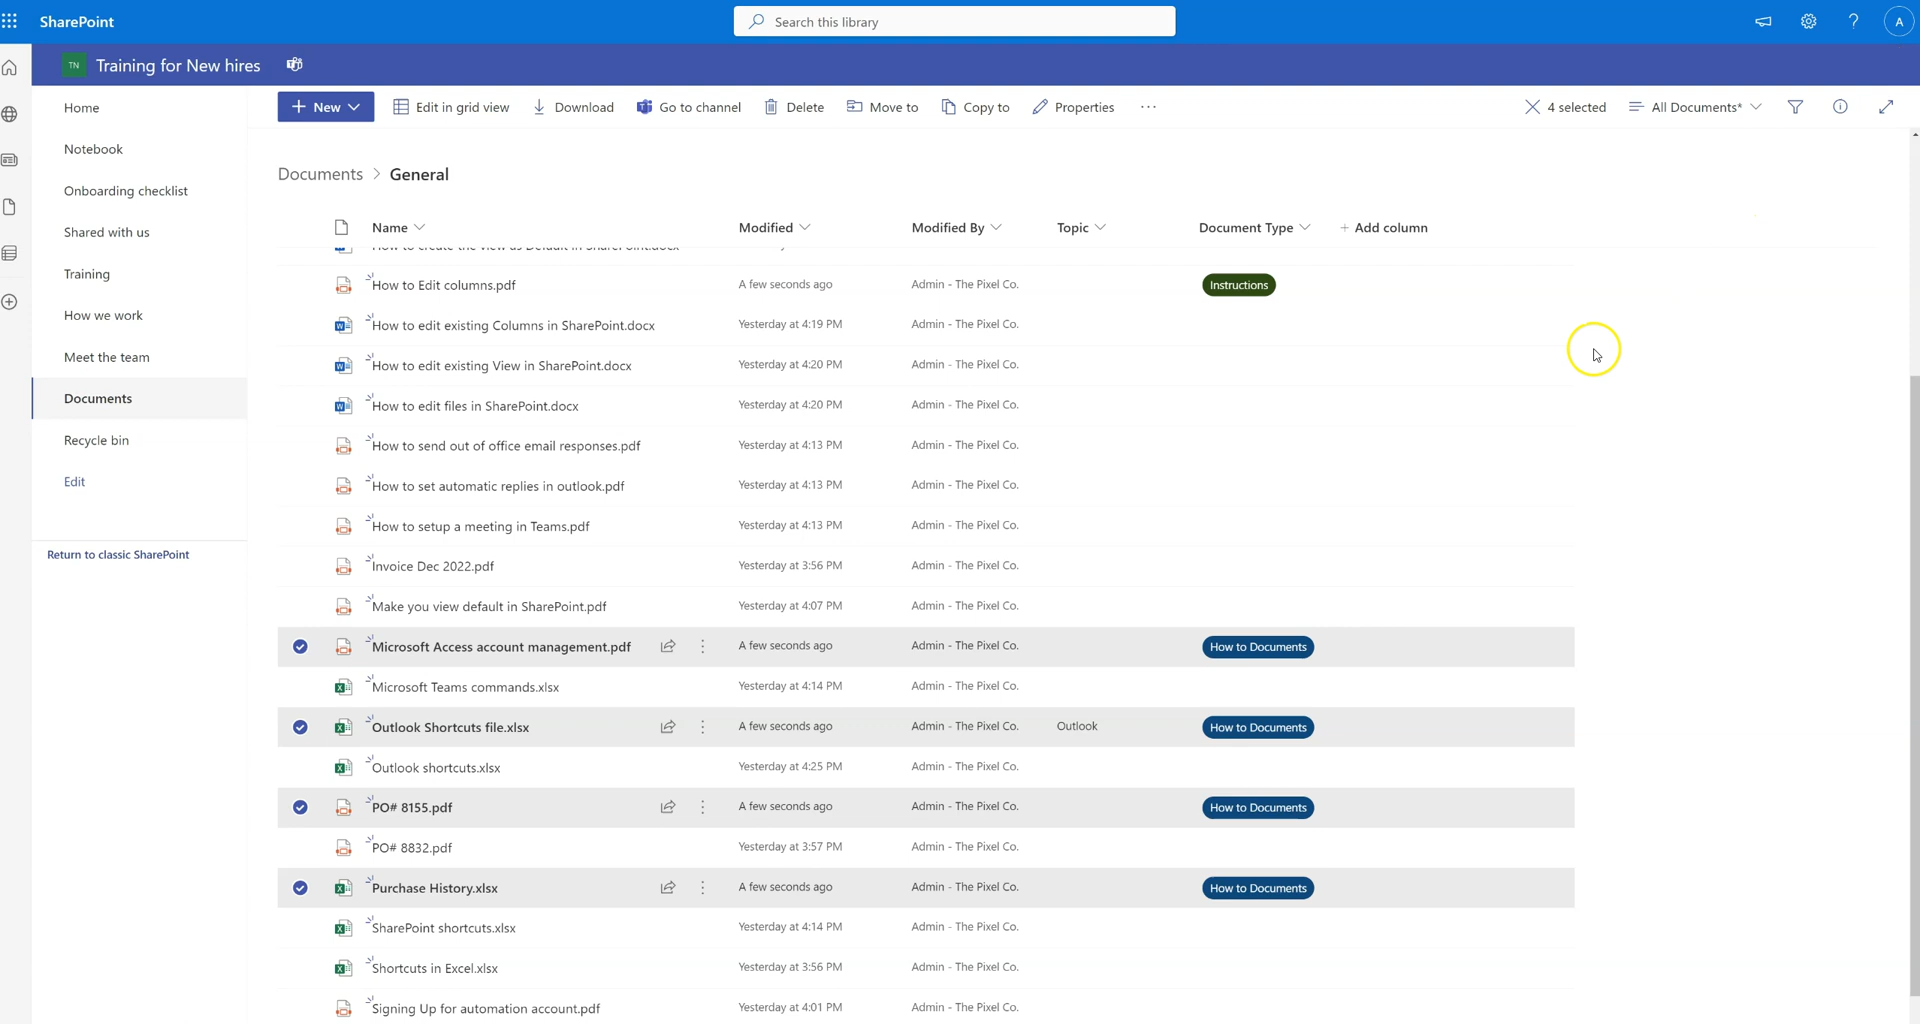 SharePoint
Search this library
A
TN
Training for New hires
Home
Notebook
Onboarding checklist
Shared with us
Training
How we work
Meet the team
Documents
Recycle bin
Edit
Return to classic SharePoint
+ New
Edit in grid view
Download
Go to channel
Delete
Move to
Copy to
Properties
...
4 selected
All Documents*
Documents > General
Name Modified Modified By Topic Document Type + Add column
How to create the view as Default in SharePoint.docx
How to Edit columns.pdf A few seconds ago Admin - The Pixel Co. Instructions
How to edit existing Columns in SharePoint.docx Yesterday at 4:19 PM Admin - The Pixel Co.
How to edit existing View in SharePoint.docx Yesterday at 4:20 PM Admin - The Pixel Co.
How to edit files in SharePoint.docx Yesterday at 4:20 PM Admin - The Pixel Co.
How to send out of office email responses.pdf Yesterday at 4:13 PM Admin - The Pixel Co.
How to set automatic replies in outlook.pdf Yesterday at 4:13 PM Admin - The Pixel Co.
How to setup a meeting in Teams.pdf Yesterday at 4:13 PM Admin - The Pixel Co.
Invoice Dec 2022.pdf Yesterday at 3:56 PM Admin - The Pixel Co.
Make you view default in SharePoint.pdf Yesterday at 4:07 PM Admin - The Pixel Co.
Microsoft Access account management.pdf A few seconds ago Admin - The Pixel Co. How to Documents
Microsoft Teams commands.xlsx Yesterday at 4:14 PM Admin - The Pixel Co.
Outlook Shortcuts file.xlsx A few seconds ago Admin - The Pixel Co. Outlook How to Documents
Outlook shortcuts.xlsx Yesterday at 4:25 PM Admin - The Pixel Co.
PO# 8155.pdf A few seconds ago Admin - The Pixel Co. How to Documents
PO# 8832.pdf Yesterday at 3:57 PM Admin - The Pixel Co.
Purchase History.xlsx A few seconds ago Admin - The Pixel Co. How to Documents
SharePoint shortcuts.xlsx Yesterday at 4:14 PM Admin - The Pixel Co.
Shortcuts in Excel.xlsx Yesterday at 3:56 PM Admin - The Pixel Co.
Signing Up for automation account.pdf Yesterday at 4:01 PM Admin - The Pixel Co.